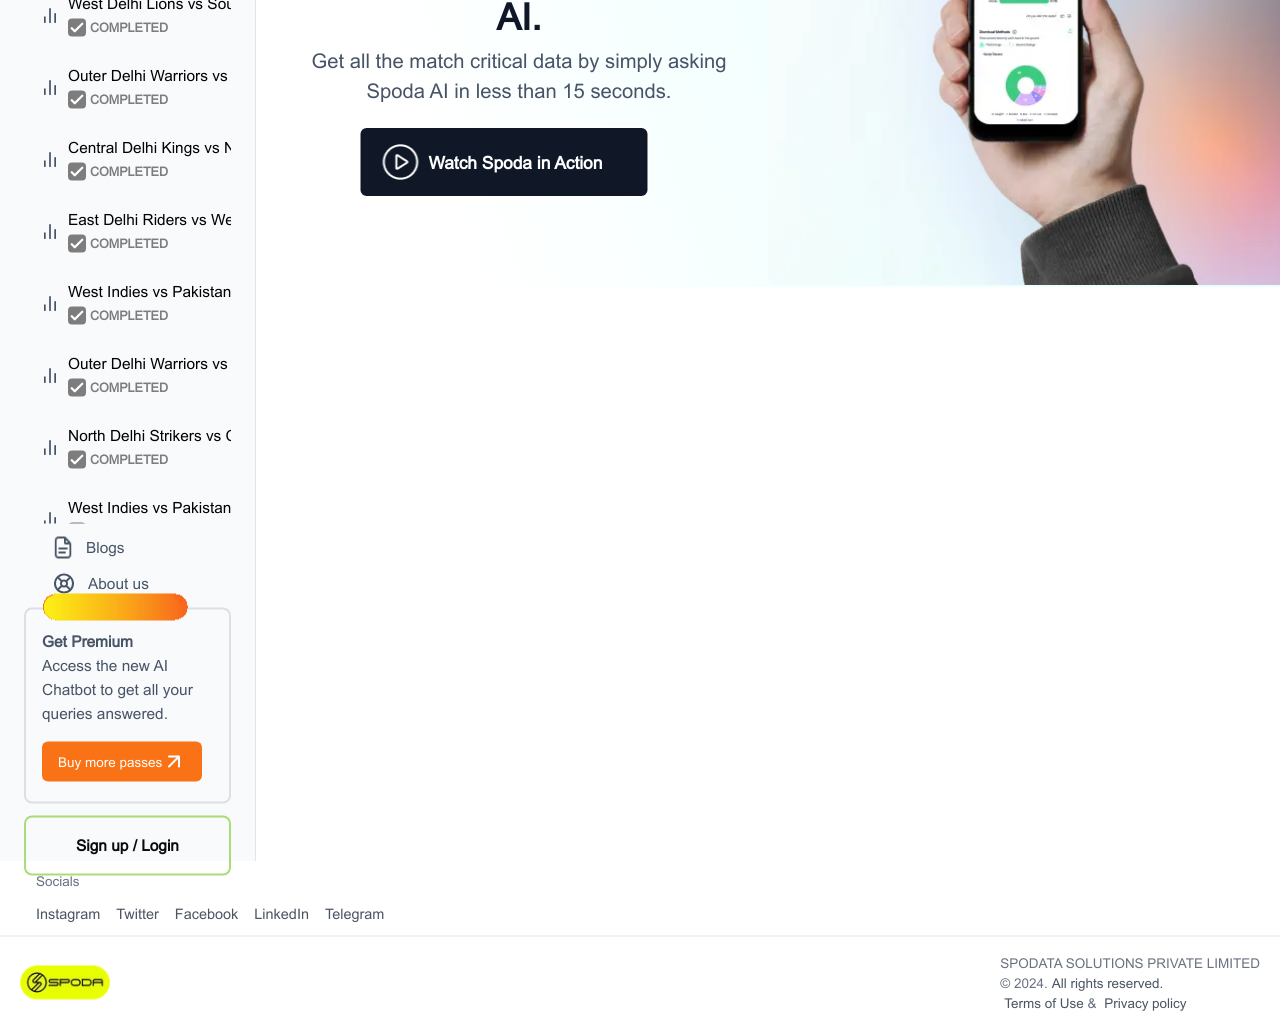 West Delhi Lions vs Sou
COMPLETED
Outer Delhi Warriors vs
COMPLETED
Central Delhi Kings vs N
COMPLETED
East Delhi Riders vs We
COMPLETED
West Indies vs Pakistan
COMPLETED
Outer Delhi Warriors vs
COMPLETED
North Delhi Strikers vs C
COMPLETED
West Indies vs Pakistan
Blogs
About us
Get Premium
Access the new AI
Chatbot to get all your
queries answered.
Buy more passes
Sign up / Login
AI.
Get all the match critical data by simply asking
Spoda AI in less than 15 seconds.
Watch Spoda in Action
Socials
Instagram Twitter Facebook LinkedIn Telegram
SPODA
SPODATA SOLUTIONS PRIVATE LIMITED
© 2024. All rights reserved.
Terms of Use & Privacy policy